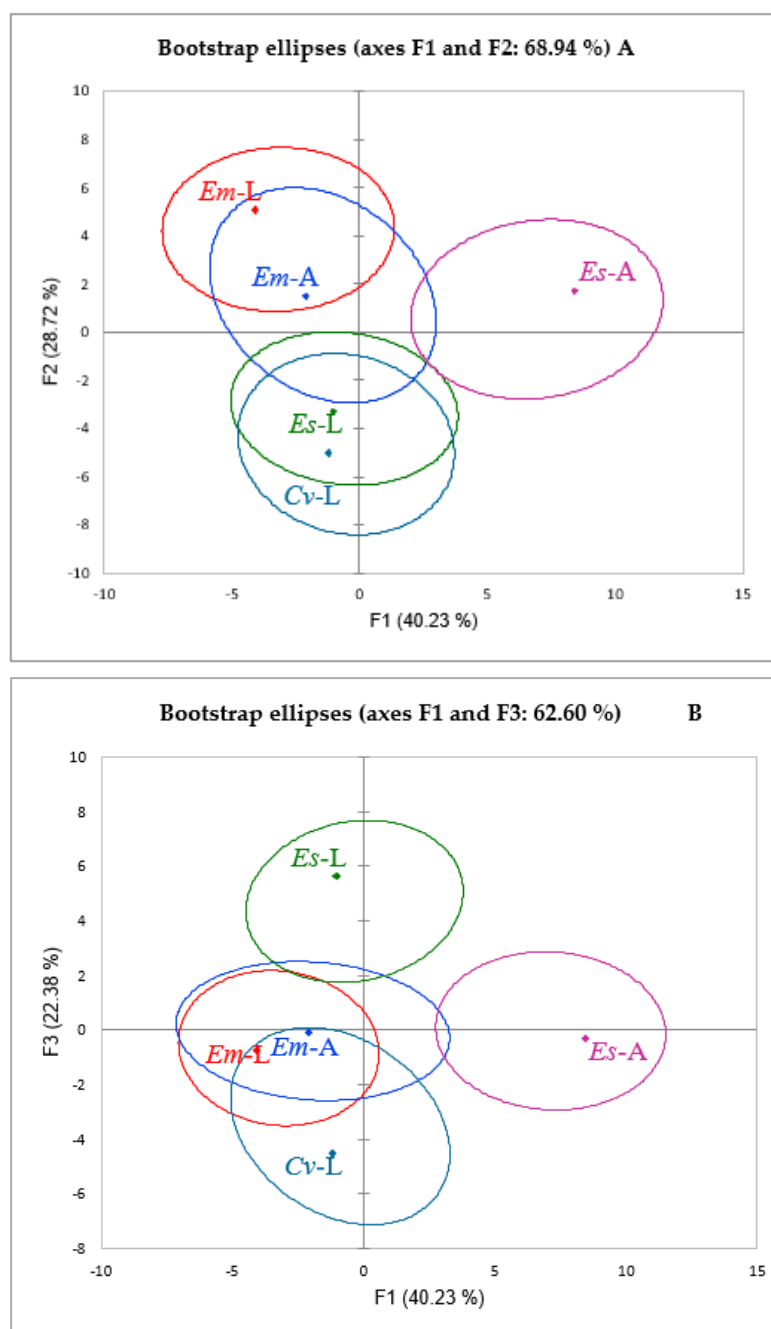 Bootstrap ellipses (axes F1 and F2: 68.94 %) A
10
8
6
4
2
0
-2
-4
-6
-8
-10
F2 (28.72 %)
Em-L
Em-A
Es-A
Es-L
Cv-L
-10 -5 0 5 10 15
F1 (40.23 %)
Bootstrap ellipses (axes F1 and F3: 62.60 %) B
10
8
6
4
2
0
-2
-4
-6
-8
F3 (22.38 %)
Es-L
Em-L
Em-A
Es-A
Cv-L
-10 -5 0 5 10 15
F1 (40.23 %)